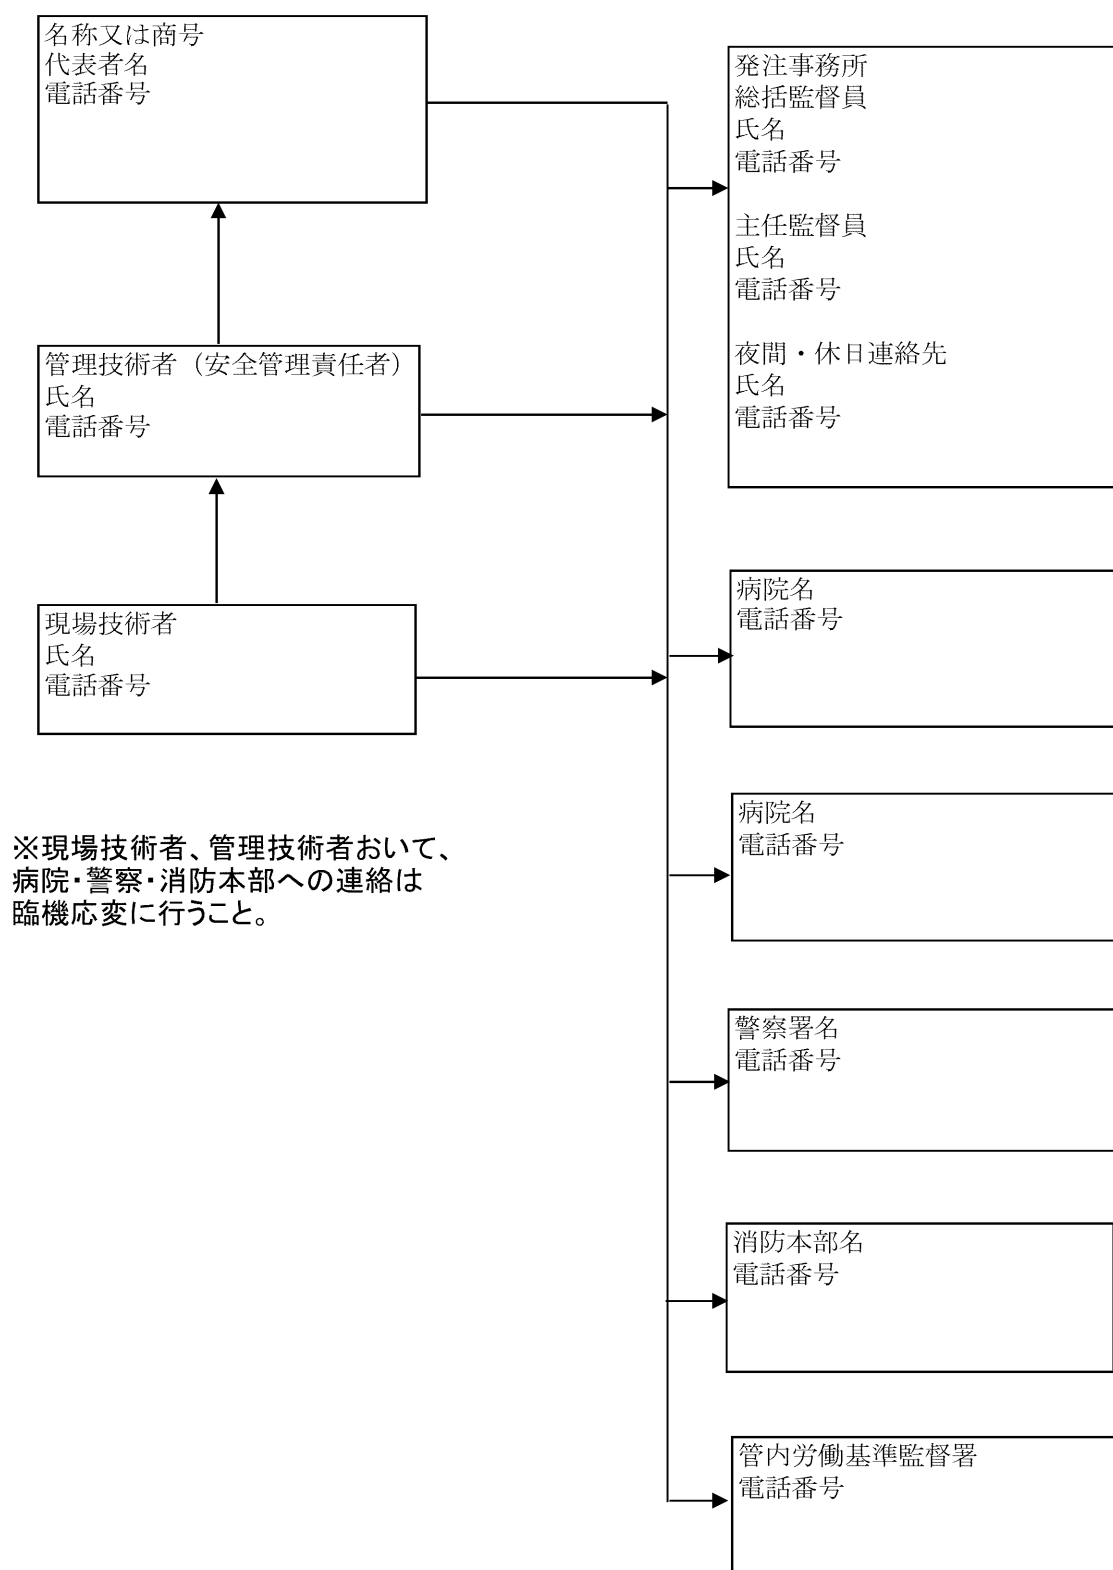 名称又は商号
代表者名
電話番号
管理技術者（安全管理責任者）
氏名
電話番号
現場技術者
氏名
電話番号
※現場技術者、管理技術者おいて、
病院・警察・消防本部への連絡は
臨機応変に行うこと。
発注事務所
総括監督員
氏名
電話番号
主任監督員
氏名
電話番号
夜間・休日連絡先
氏名
電話番号
病院名
電話番号
病院名
電話番号
警察署名
電話番号
消防本部名
電話番号
管内労働基準監督署
電話番号